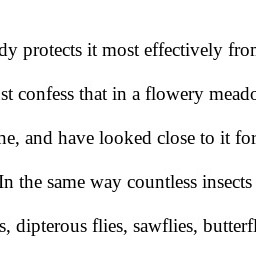 dy protects it most effectively from
st confess that in a flowery meado
ne, and have looked close to it for
In the same way countless insects
s, dipterous flies, sawflies, butterfl